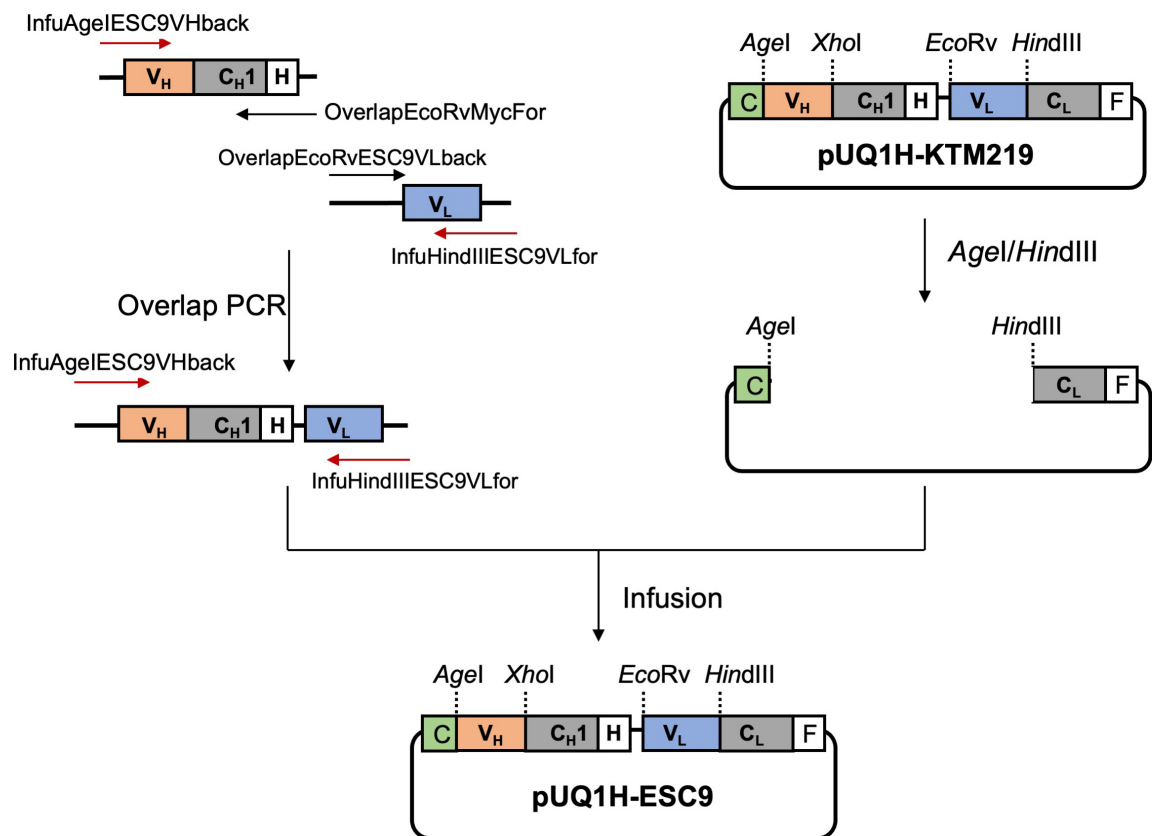 InfuAgeIESC9VHback
VH CH1 H
OverlapEcoRvMycFor
OverlapEcoRvESC9VLback
VL
InfuHindIIIESC9VLfor
Overlap PCR
InfuAgeIESC9VHback
VH CH1 H VL
InfuHindIIIESC9VLfor
AgeI XhoI EcoRv HindIII
C VH CH1 H VL CL F
pUQ1H-KTM219
AgeI/HindIII
AgeI HindIII
C CL F
Infusion
AgeI XhoI EcoRv HindIII
C VH CH1 H VL CL F
pUQ1H-ESC9